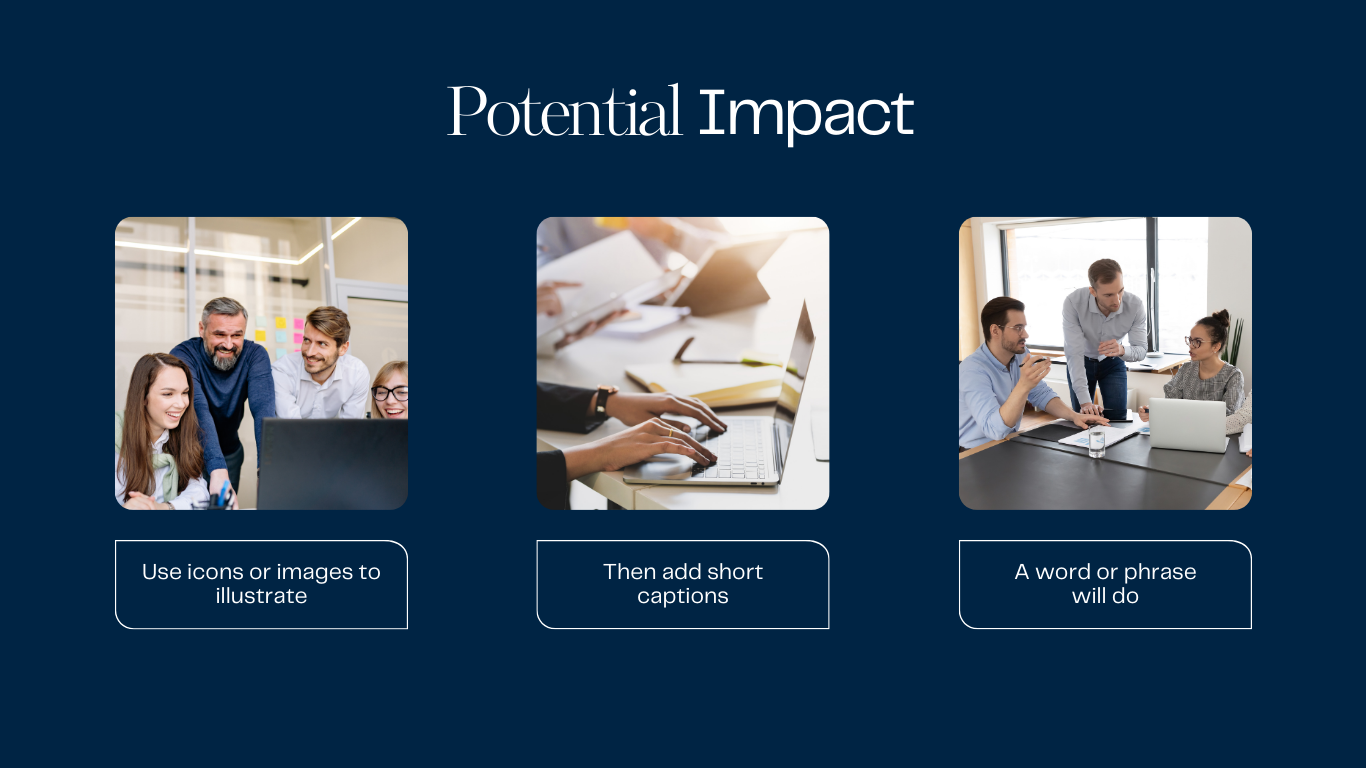 Potential Impact
Use icons or images to
illustrate
Then add short
captions
A word or phrase
will do